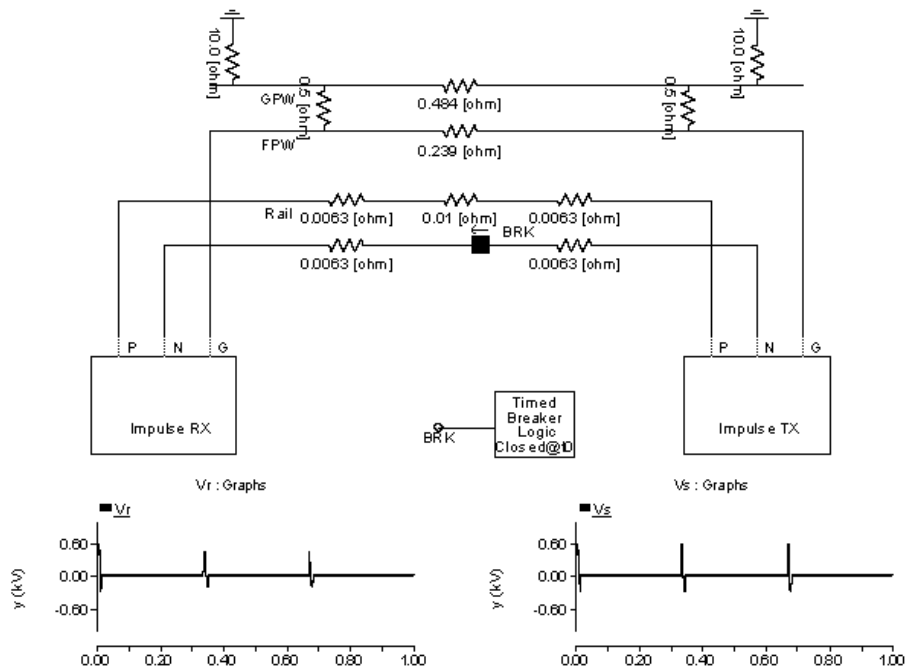 10.0 [ohm]
10.0 [ohm]
GPW
0.5 [ohm]
0.484 [ohm]
0.5 [ohm]
FPW
0.239 [ohm]
Rail
0.0063 [ohm]
0.01 [ohm]
0.0063 [ohm]
BRK
0.0063 [ohm]
0.0063 [ohm]
P N G
P N G
Impulse RX
Impulse TX
BRK
Timed
Breaker
Logic
Closed@t0
Vr : Graphs
Vs : Graphs
Vr
Vs
y (kV)
0.60
0.00
-0.60
0.00 0.20 0.40 0.60 0.80 1.00
y (kV)
0.60
0.00
-0.60
0.00 0.20 0.40 0.60 0.80 1.00